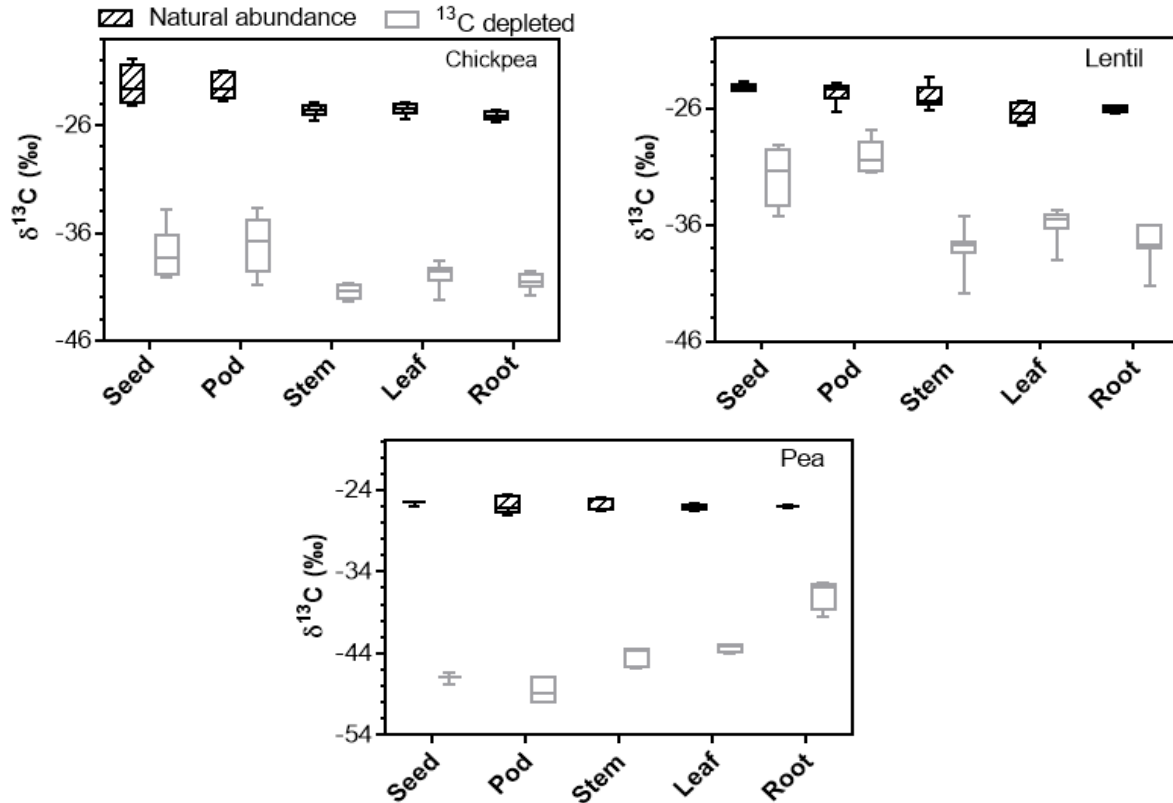 Natural abundance
¹³C depleted
Chickpea
δ¹³C (‰)
-26
-36
-46
Seed
Pod
Stem
Leaf
Root
Lentil
δ¹³C (‰)
-26
-36
-46
Seed
Pod
Stem
Leaf
Root
Pea
δ¹³C (‰)
-24
-34
-44
-54
Seed
Pod
Stem
Leaf
Root